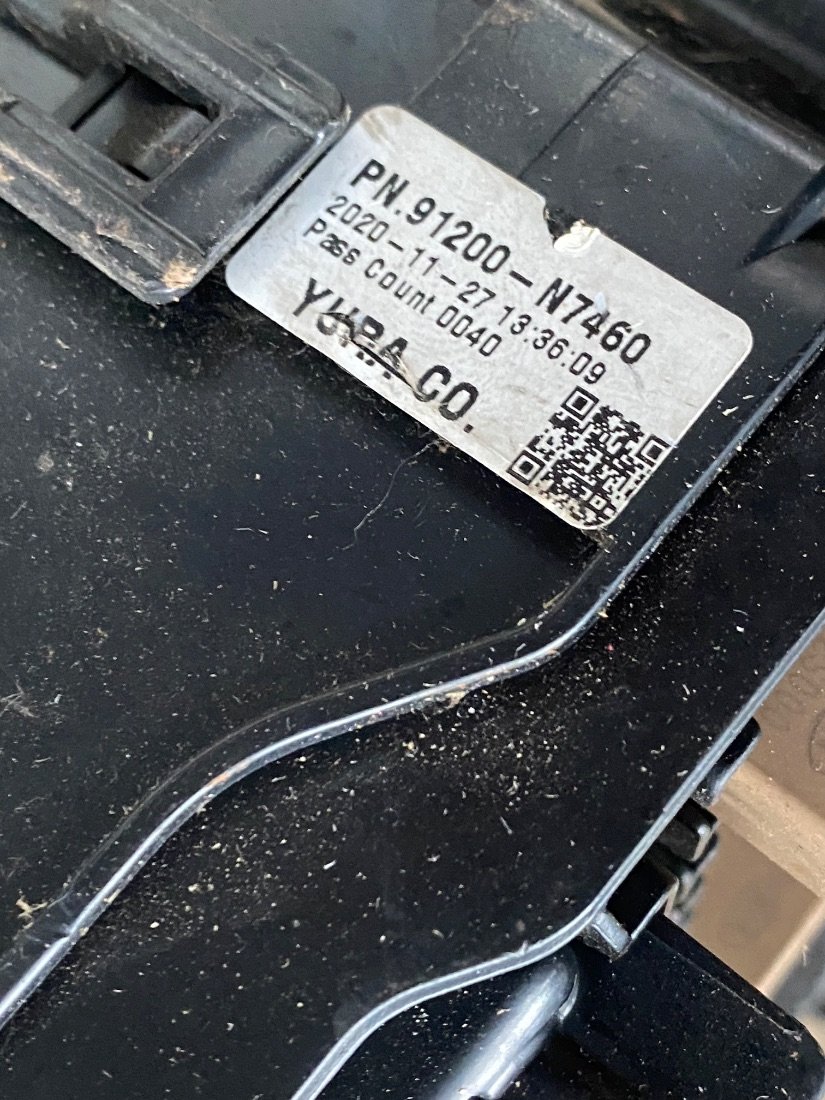 PN.91200-N7460
2020-11-27 13:36:09
Pass Count 0040
YURA CO.